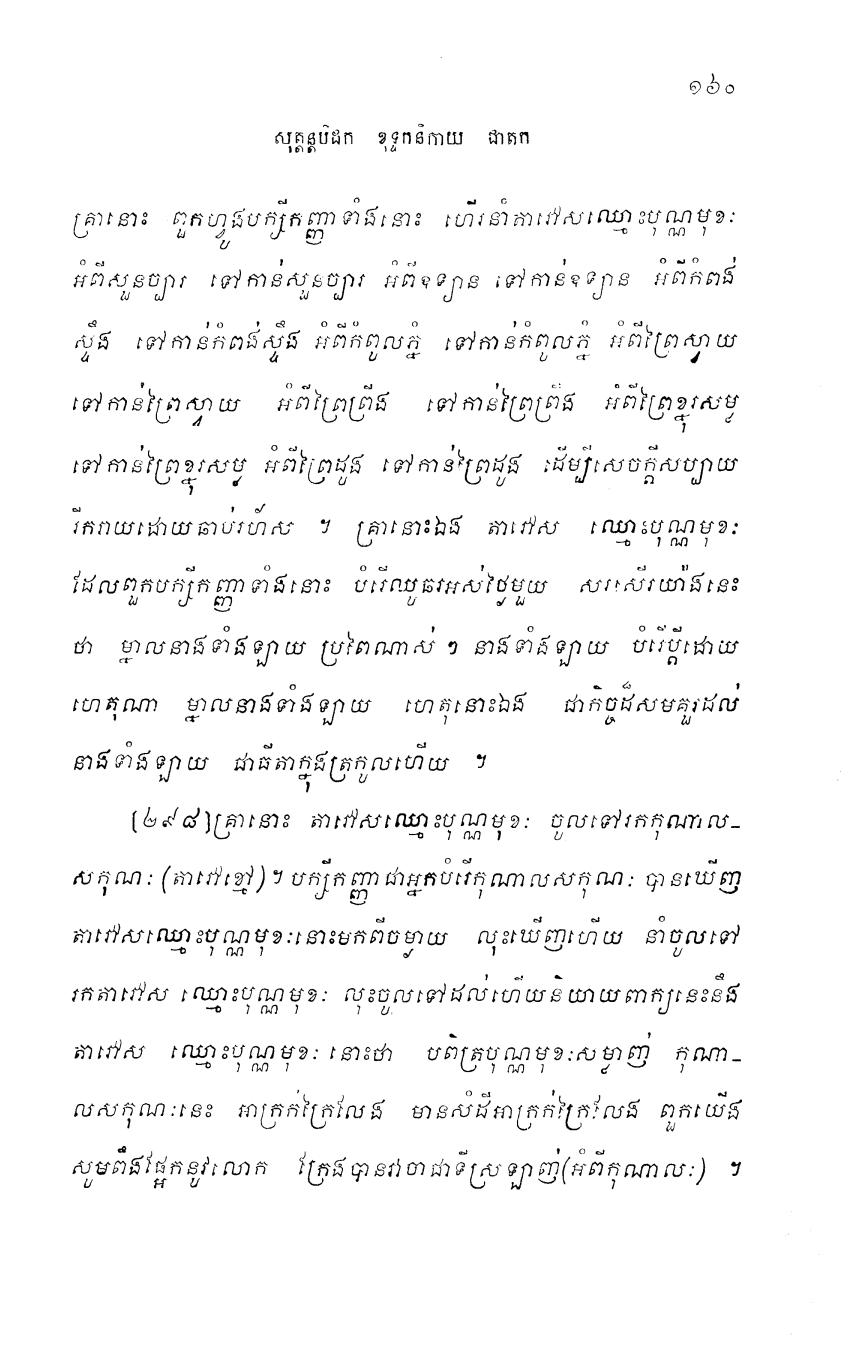 ១៦០
សុត្តន្តបិដក ខុទ្ទកនិកាយ ជាតក
គ្រានោះ ពួកហ្វូងបក្សីកញ្ញាទាំងនោះ ហើរនាំតាវៅសឈ្មោះបុណ្ណមុខៈ
អំពីសួនច្បារ ទៅកាន់សួនច្បារ អំពីឧទ្យាន ទៅកាន់ឧទ្យាន អំពីកំពង់
ស្ទឹង ទៅកាន់កំពង់ស្ទឹង អំពីកំពូលភ្នំ ទៅកាន់កំពូលភ្នំ អំពីព្រៃស្វាយ
ទៅកាន់ព្រៃស្វាយ អំពីព្រៃព្រីង ទៅកាន់ព្រៃព្រីង អំពីព្រៃខ្នុរសម្ល
ទៅកាន់ព្រៃខ្នុរសម្ល អំពីព្រៃដូង ទៅកាន់ព្រៃដូង ដើម្បីសេចក្តីសប្បាយ
រីករាយដោយឆាប់រហ័ស ។ គ្រានោះឯង តាវៅស ឈ្មោះបុណ្ណមុខៈ
ដែលពួកបក្សីកញ្ញាទាំងនោះ បំរើឈូឆរអស់ថ្ងៃមួយ សរសើរយ៉ាងនេះ
ថា ម្នាលនាងទាំងឡាយ ប្រពៃណាស់ ៗ នាងទាំងឡាយ បំរើប្តីដោយ
ហេតុណា ម្នាលនាងទាំងឡាយ ហេតុនោះឯង ជាកិច្ចដ៏សមគួរដល់
នាងទាំងឡាយ ជាធីតាក្នុងត្រកូលហើយ ។
[២៩៨] គ្រានោះ តាវៅសឈ្មោះបុណ្ណមុខៈ ចូលទៅរកកុណាល-
សកុណៈ (តាវៅខ្មៅ) ។ បក្សីកញ្ញាជាអ្នកបំរើកុណាលសកុណៈ បានឃើញ
តាវៅសឈ្មោះបុណ្ណមុខៈនោះមកពីចម្ងាយ លុះឃើញហើយ នាំចូលទៅ
រកតាវៅស ឈ្មោះបុណ្ណមុខៈ លុះចូលទៅដល់ហើយនិយាយពាក្យនេះនឹង
តាវៅស ឈ្មោះបុណ្ណមុខៈ នោះថា បពិត្របុណ្ណមុខៈសម្លាញ់ កុណា-
លសកុណៈនេះ អាក្រក់ក្រៃលែង មានសំដីអាក្រក់ក្រៃលែង ពួកយើង
សូមពឹងផ្អែកនូវលោក ក្រែងបានវាចាជាទីស្រឡាញ់ (អំពីកុណាលៈ) ។